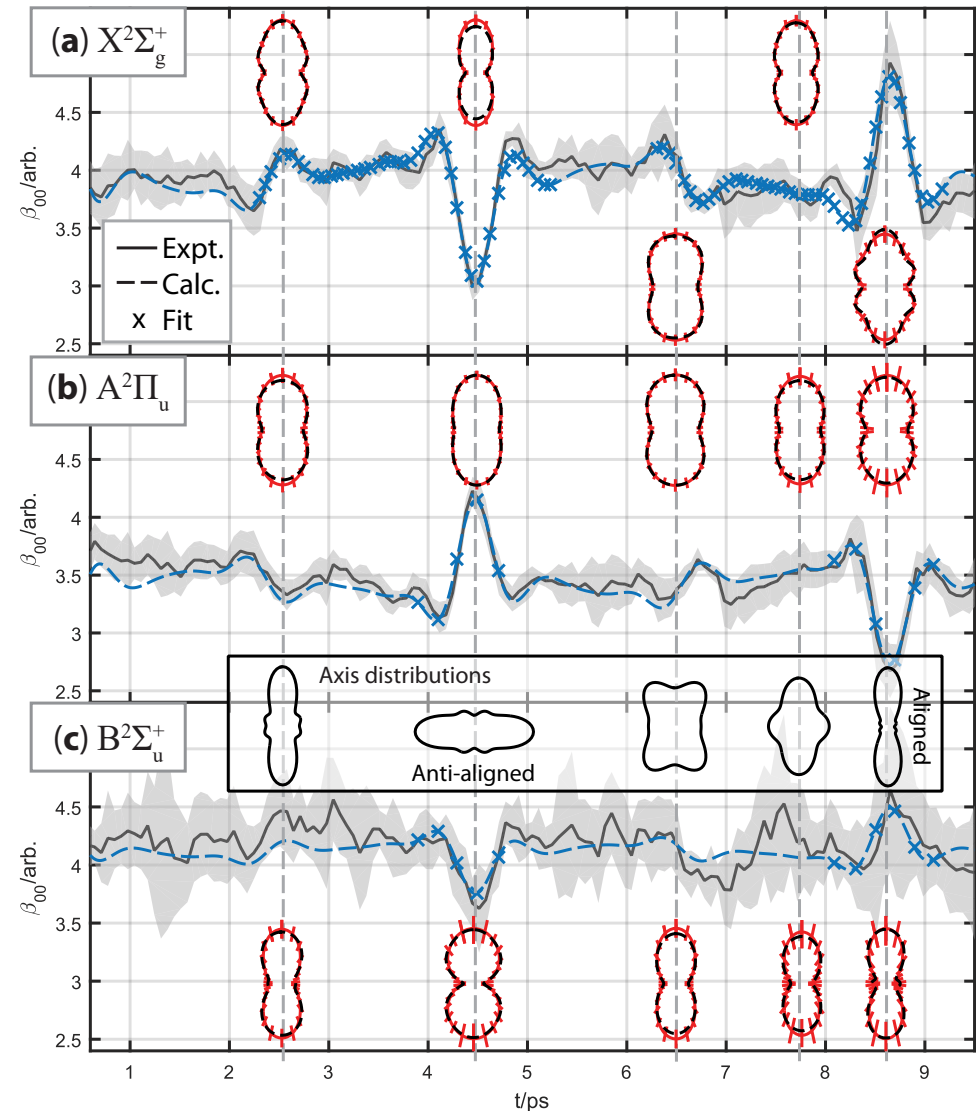 (a) X²Σg⁺
4.5
4
3.5
3
2.5
β₀₀/arb.
Expt.
Calc.
x Fit
(b) A²Πu
4.5
4
3.5
3
2.5
β₀₀/arb.
Axis distributions
Anti-aligned
Aligned
(c) B²Σu⁺
4.5
4
3.5
3
2.5
β₀₀/arb.
1 2 3 4 5 6 7 8 9
t/ps